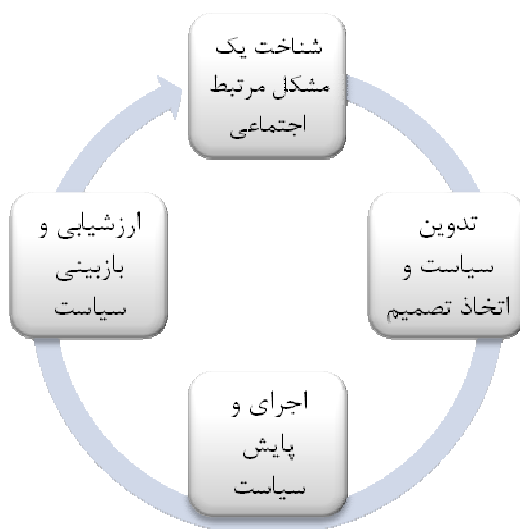 شناخت یک
مشکل مرتبط
اجتماعی
تدوین
سیاست و
اتخاذ تصمیم
اجرای و
پایش
سیاست
ارزشیابی و
بازبینی
سیاست